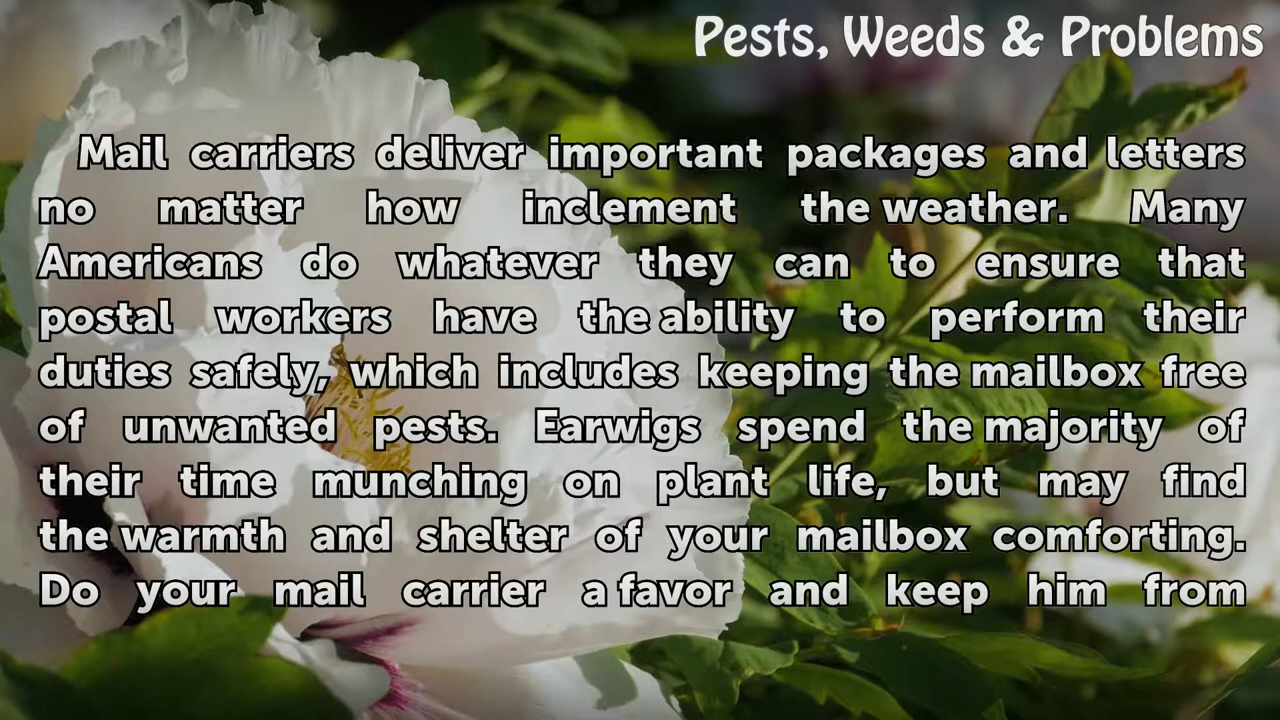 Pests, Weeds & Problems
Mail carriers deliver important packages and letters
no matter how inclement the weather. Many
Americans do whatever they can to ensure that
postal workers have the ability to perform their
duties safely, which includes keeping the mailbox free
of unwanted pests. Earwigs spend the majority of
their time munching on plant life, but may find
the warmth and shelter of your mailbox comforting.
Do your mail carrier a favor and keep him from